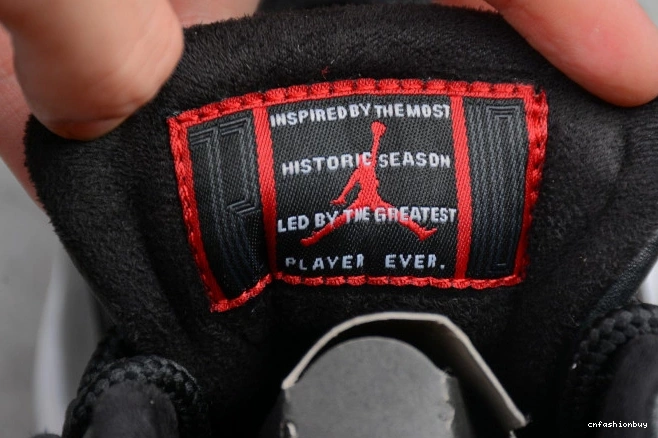 INSPIRED BY THE MOST
HISTORIC SEASON
LED BY THE GREATEST
PLAYER EVER.
cnfashionbuy